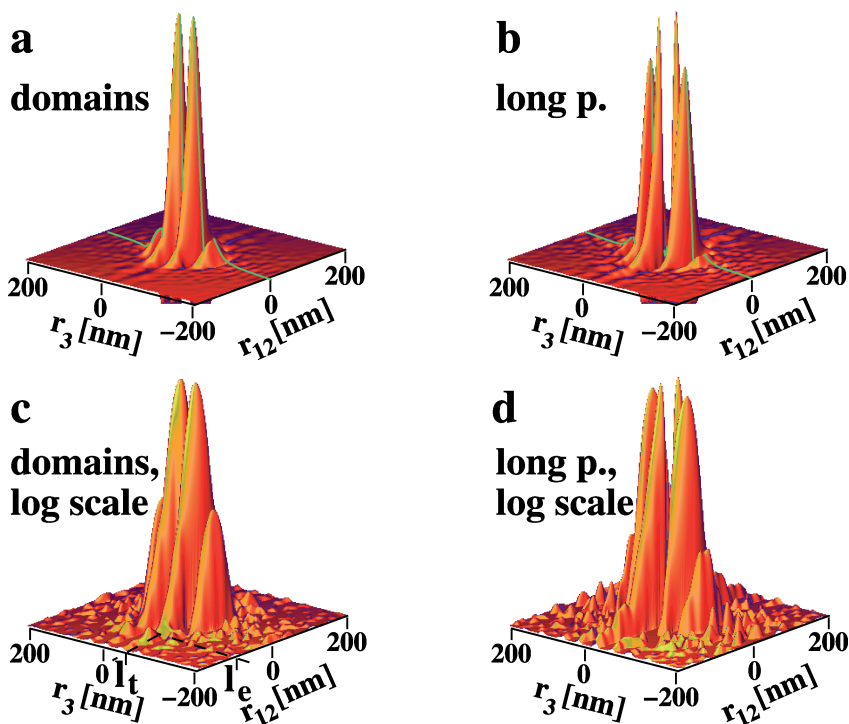 a
domains
200
0
−200
0
200
r3 [nm]
r12 [nm]
b
long p.
200
0
−200
0
200
r3 [nm]
r12 [nm]
c
domains,
log scale
200
0
−200
0
200
lt
le
r3 [nm]
r12 [nm]
d
long p.,
log scale
200
0
−200
0
200
r3 [nm]
r12 [nm]